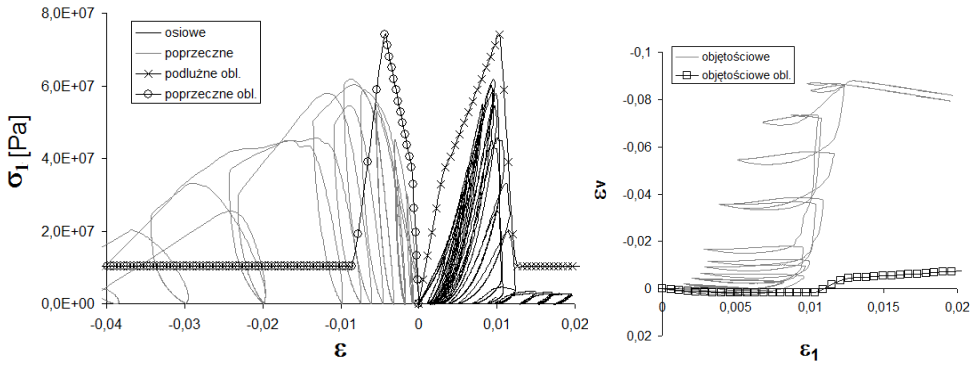 8,0E+07
6,0E+07
4,0E+07
2,0E+07
0,0E+00
σ1 [Pa]
osiowe
poprzeczne
podlużne obl.
poprzeczne obl.
-0,04
-0,03
-0,02
-0,01
0
0,01
0,02
ε
-0,1
-0,08
-0,06
-0,04
-0,02
0
0,02
εv
objętościowe
objętościowe obl.
0
0,005
0,01
0,015
0,02
ε1